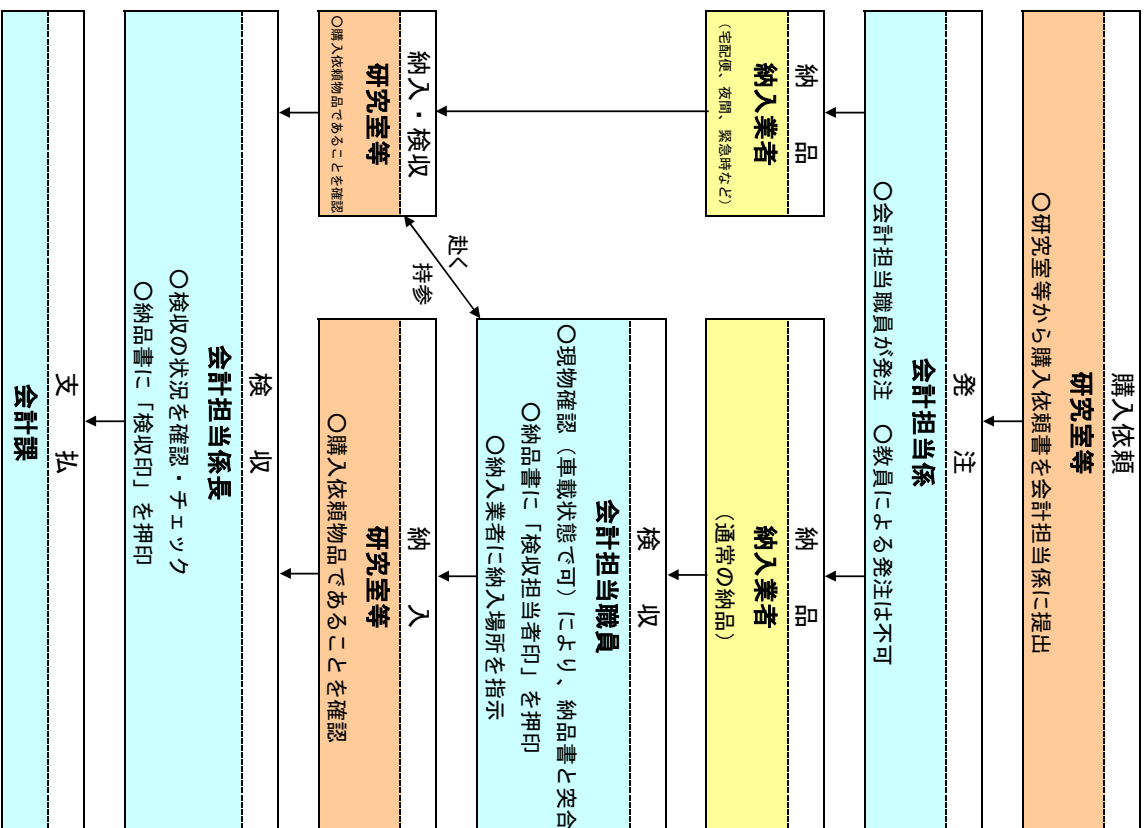 購入依頼
研究室等
○研究室等から購入依頼書を会計担当係に提出
発 注
会計担当係
○会計担当職員が発注 ○教員による発注は不可
納 品
納入業者
(宅配便、夜間、緊急時など)
納 品
納入業者
(通常の納品)
検 収
会計担当職員
○現物確認(車載状態で可)により、納品書と突合
○納品書に「検収担当者印」を押印
○納入業者に納入場所を指示
赴く
持参
納入・検収
研究室等
○購入依頼物品であることを確認
納 入
研究室等
○購入依頼物品であることを確認
検 収
会計担当係長
○検収の状況を確認・チェック
○納品書に「検収印」を押印
支 払
会計課